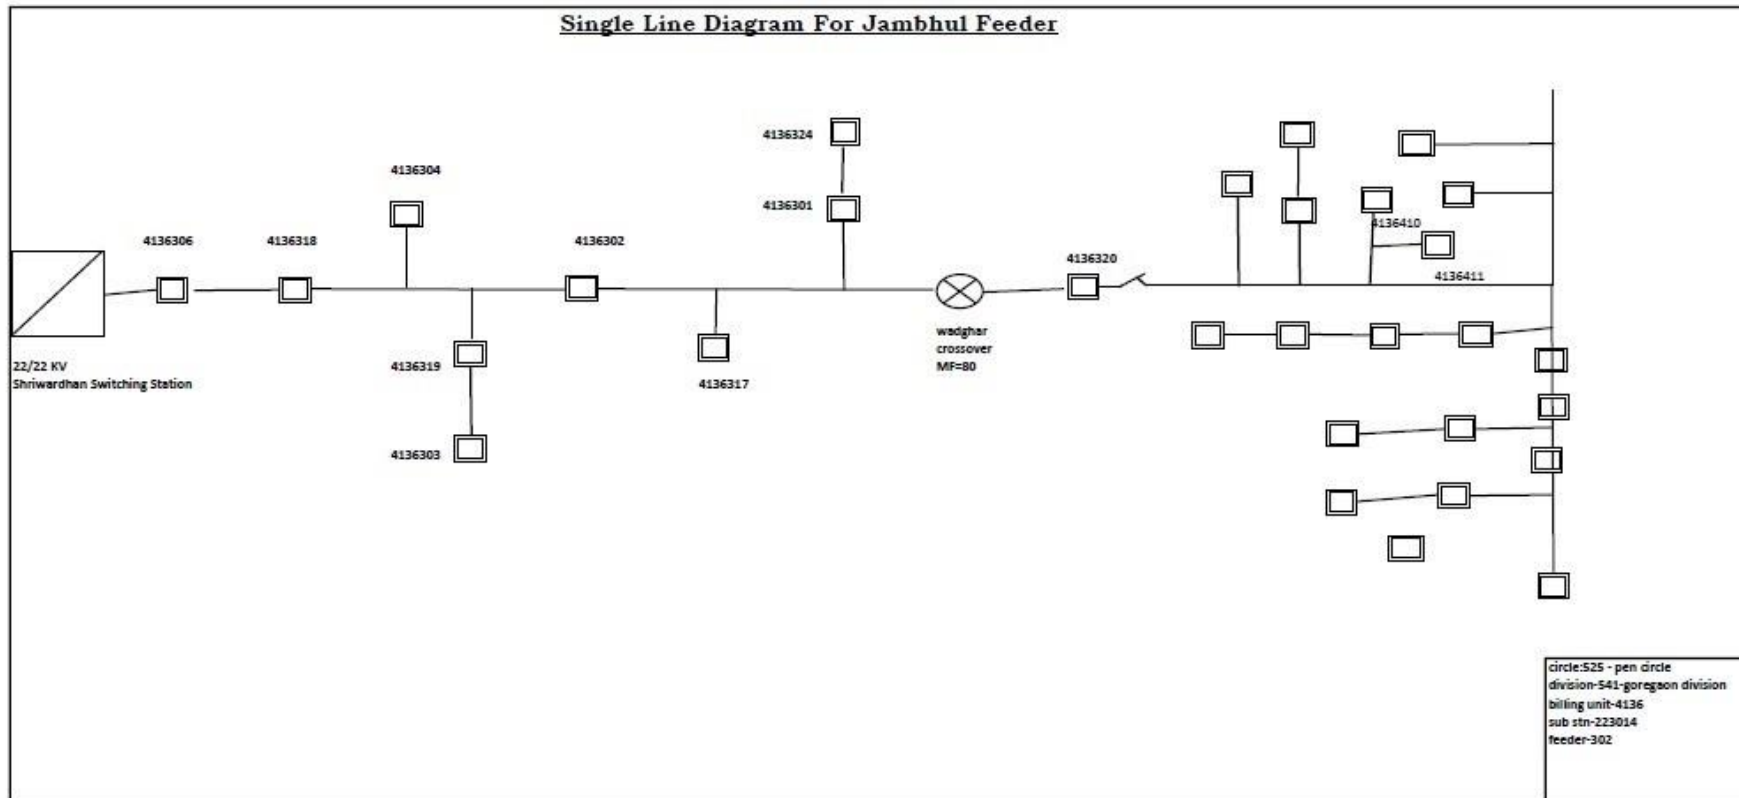 Single Line Diagram For Jambhul Feeder
4136324
4136304
4136301
4136410
4136306
4136318
4136302
4136320
4136411
wadghar
crossover
MF=80
22/22 KV
Shriwardhan Switching Station
4136319
4136317
4136303
circle:525 - pen circle
division-541-goregaon division
billing unit-4136
sub stn-223014
feeder-302